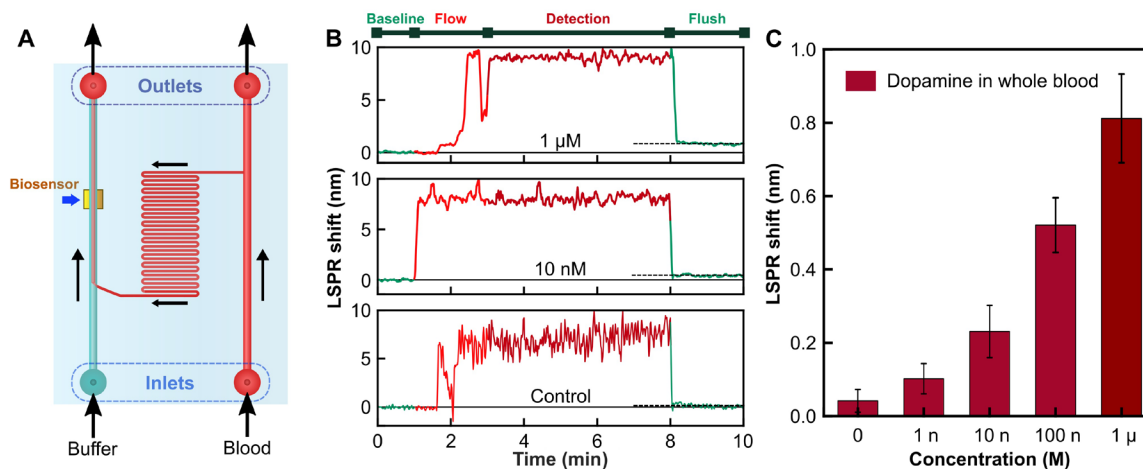 A
Outlets
Biosensor
Inlets
Buffer
Blood
B
Baseline Flow Detection Flush
LSPR shift (nm)
10
5
0
1 µM
10
5
0
10 nM
10
5
0
Control
0 2 4 6 8 10
Time (min)
C
LSPR shift (nm)
1.0
0.8
0.6
0.4
0.2
0.0
Dopamine in whole blood
0 1 n 10 n 100 n 1 µ
Concentration (M)